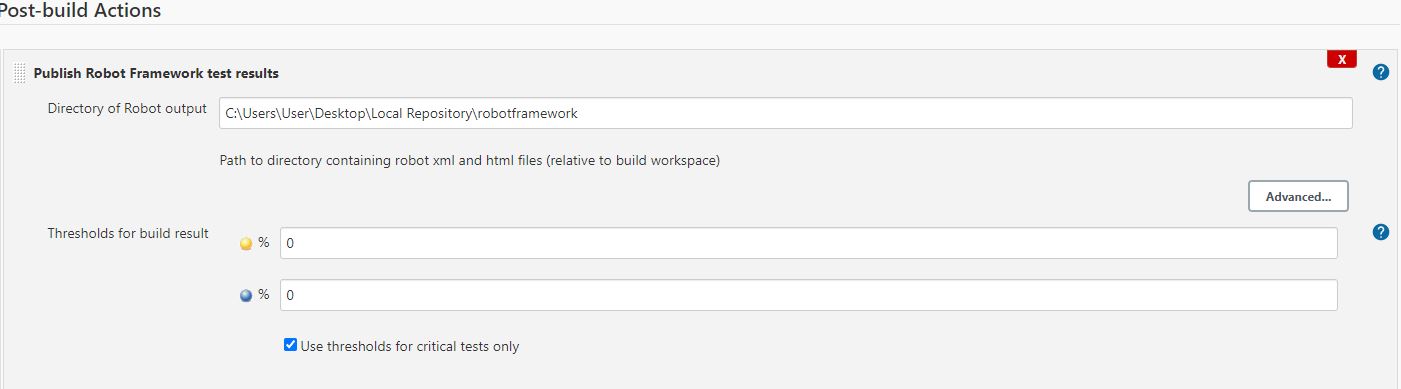 Post-build Actions
X
Publish Robot Framework test results
?
Directory of Robot output
C:\Users\User\Desktop\Local Repository\robotframework
Path to directory containing robot xml and html files (relative to build workspace)
Advanced...
Thresholds for build result
% 0
?
% 0
Use thresholds for critical tests only